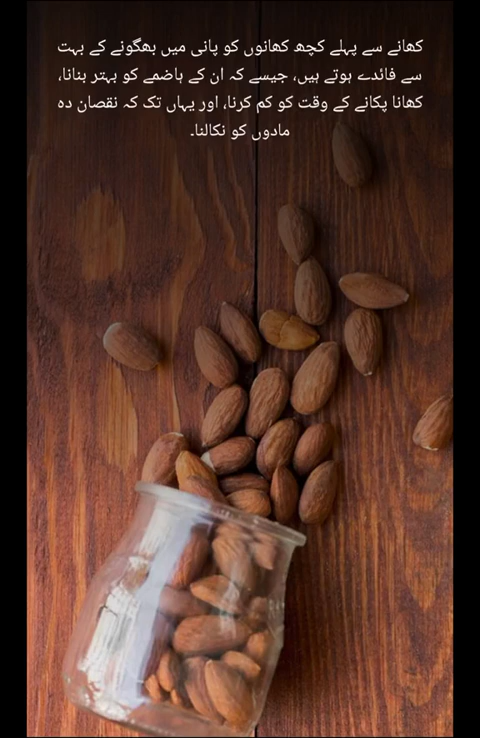 کھانے سے پہلے کچھ کھانوں کو پانی میں بھگونے کے بہت
سے فائدے ہوتے ہیں، جیسے کہ ان کے ہاضمے کو بہتر بنانا،
کھانا پکانے کے وقت کو کم کرنا، اور یہاں تک کہ نقصان دہ
مادوں کو نکالنا۔